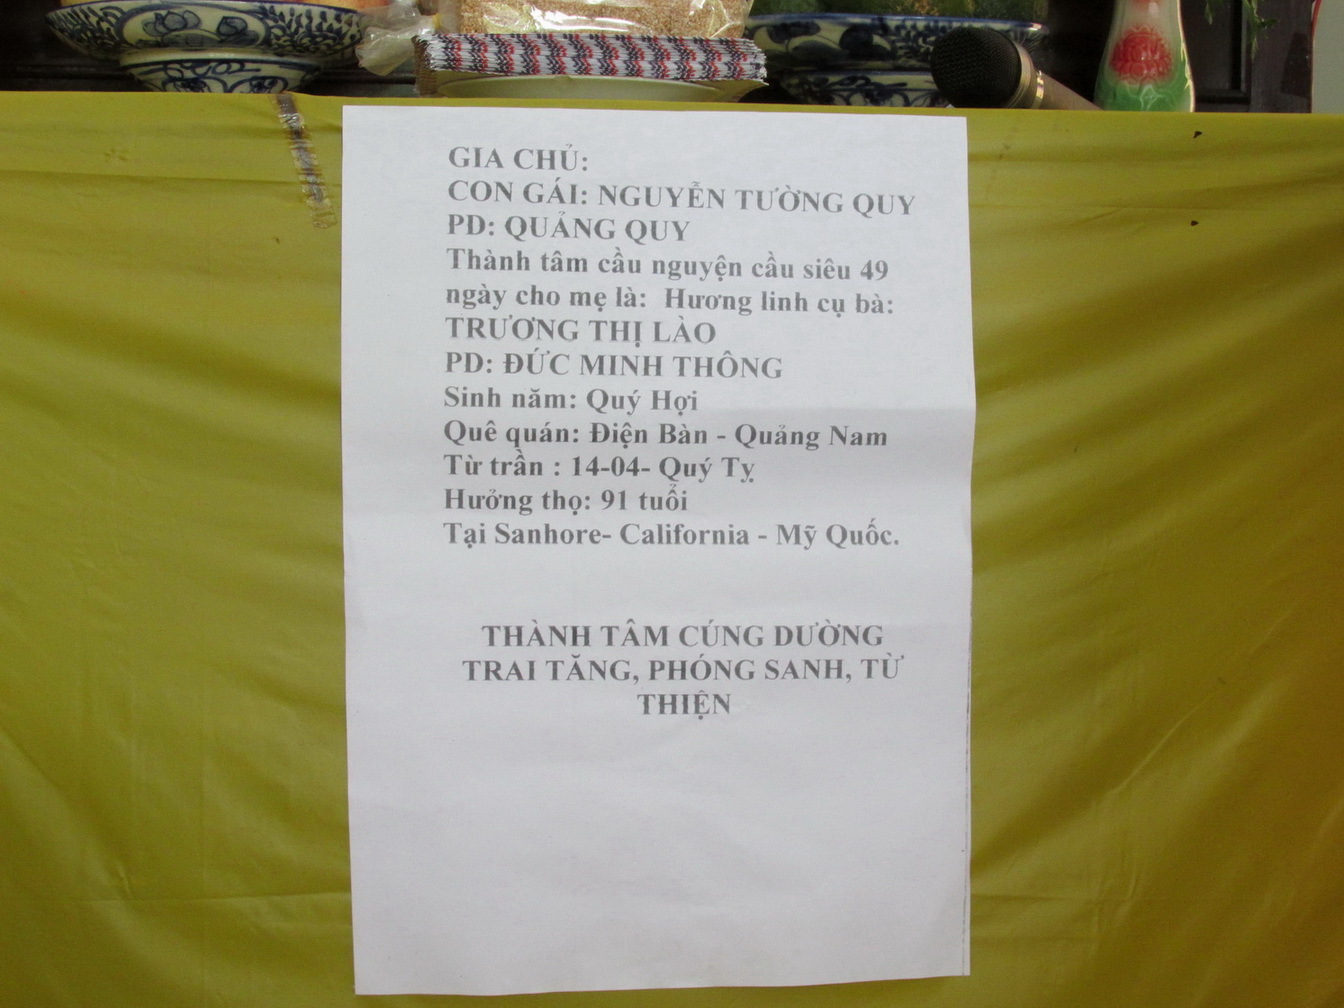 GIA CHỦ:
CON GÁI: NGUYỄN TƯỜNG QUY
PD: QUẢNG QUY
Thành tâm cầu nguyện cầu siêu 49
ngày cho mẹ là:  Hương linh cụ bà:
TRƯƠNG THỊ LÀO
PD: ĐỨC MINH THÔNG
Sinh năm: Quý Hợi
Quê quán: Điện Bàn - Quảng Nam
Từ trần : 14-04- Quý Tỵ
Hưởng thọ: 91 tuổi
Tại Sanhore- California - Mỹ Quốc.
THÀNH TÂM CÚNG DƯỜNG
TRAI TĂNG, PHÓNG SANH, TỪ
THIỆN